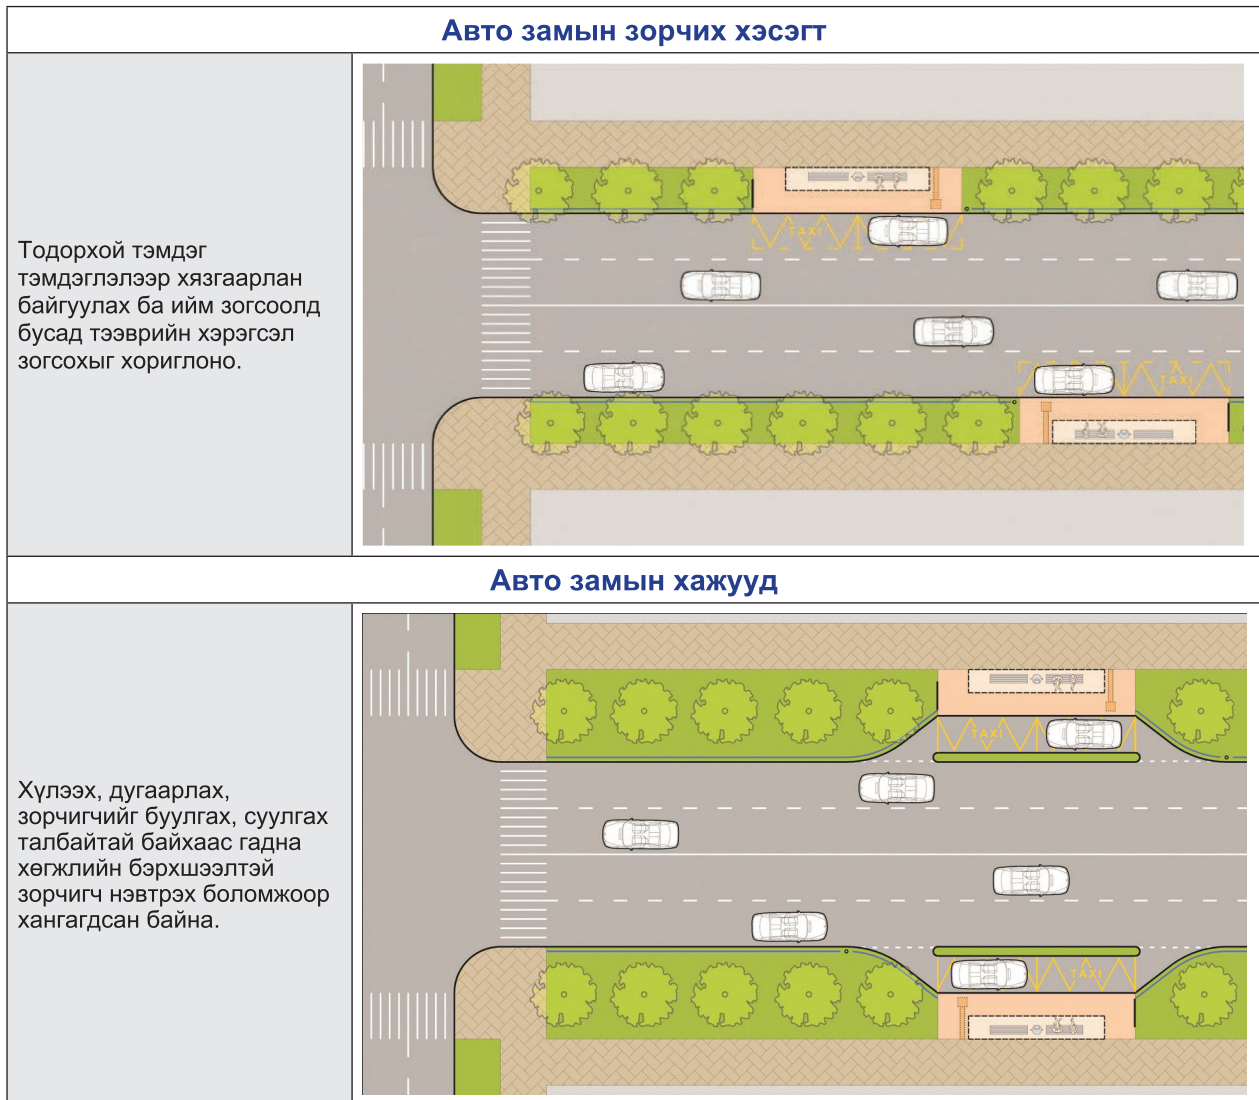 Авто замын зорчих хэсэгт
Тодорхой тэмдэг
тэмдэглэлээр хязгаарлан
байгуулах ба ийм зогсоолд
бусад тээврийн хэрэгсэл
зогсохыг хориглоно.
TAXI
TAXI
Авто замын хажууд
Хүлээх, дугаарлах,
зорчигчийг буулгах, суулгах
талбайтай байхаас гадна
хөгжлийн бэрхшээлтэй
зорчигч нэвтрэх боломжоор
хангагдсан байна.
TAXI
TAXI